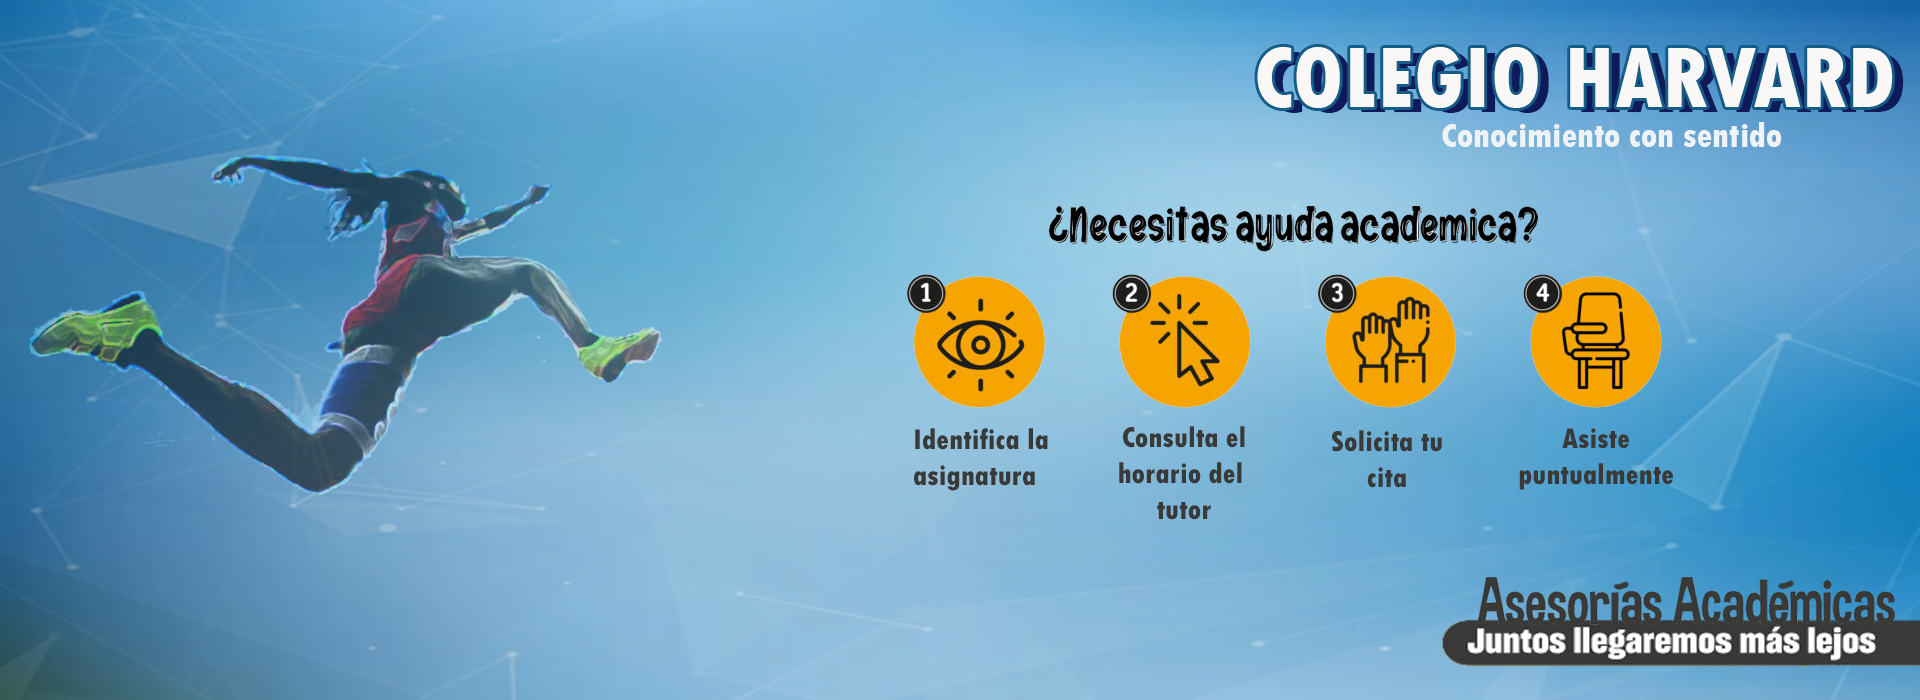 COLEGIO HARVARD
Conocimiento con sentido
¿Necesitas ayuda academica?
1
Identifica la
asignatura
2
Consulta el
horario del
tutor
3
Solicita tu
cita
4
Asiste
puntualmente
Asesorías Académicas
Juntos llegaremos más lejos